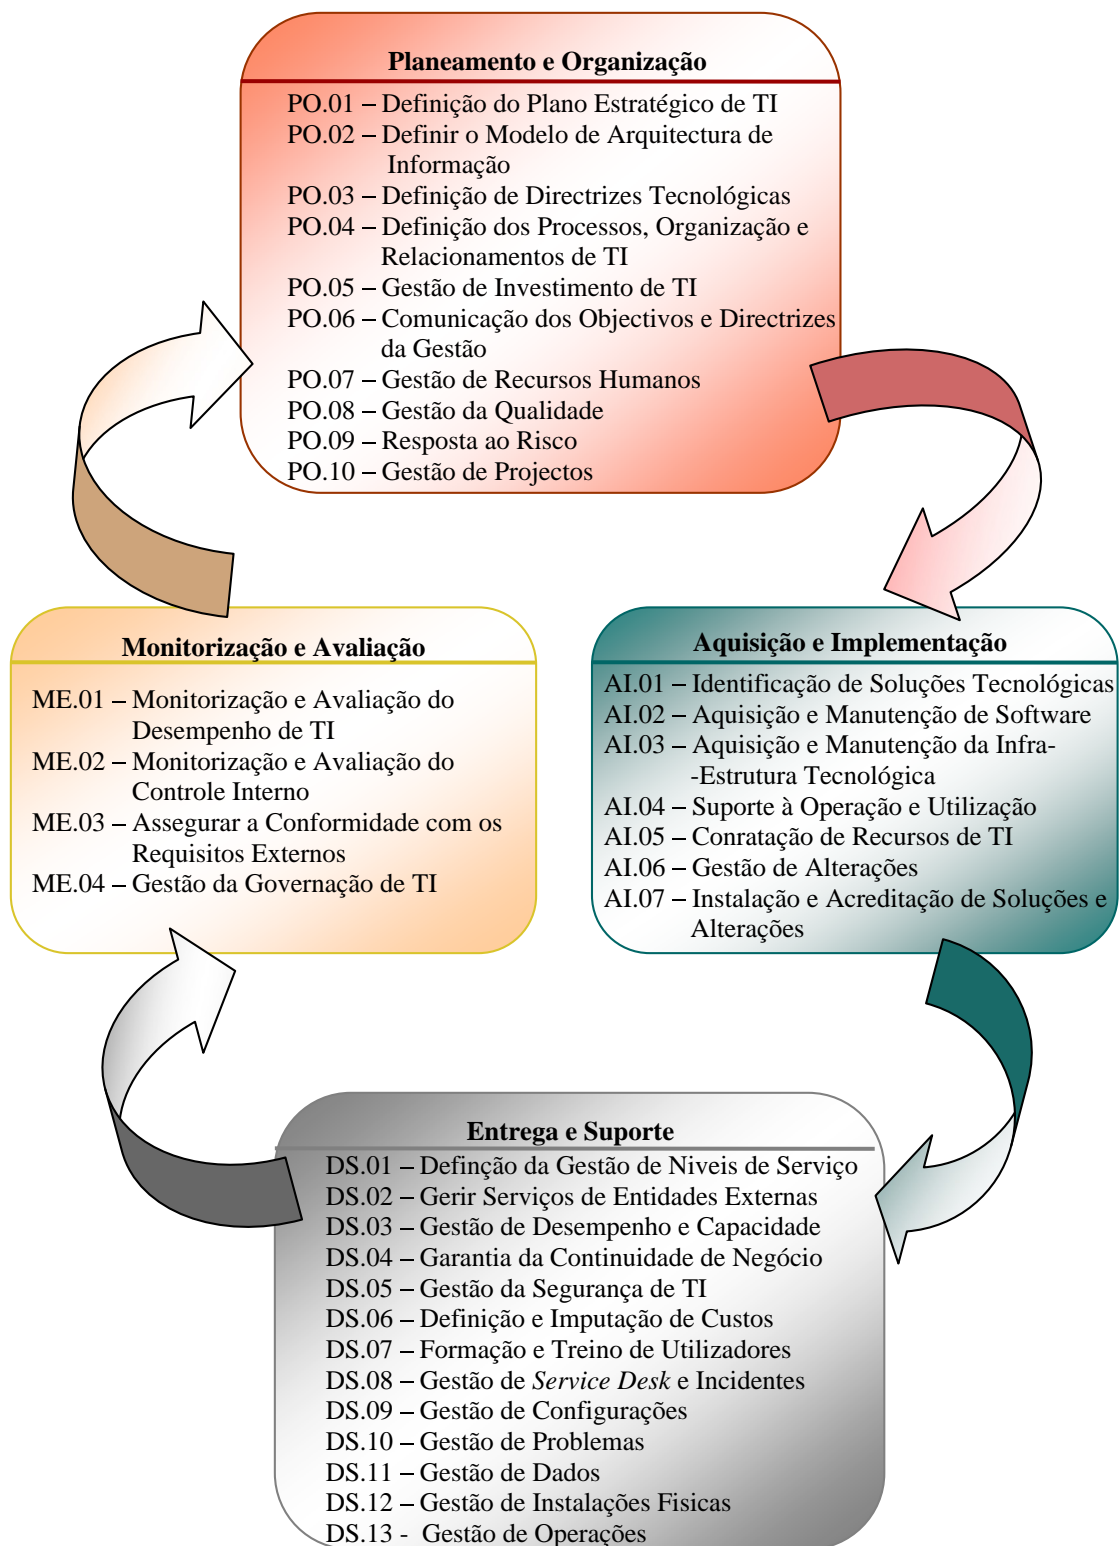 Planeamento e Organização
PO.01 – Definição do Plano Estratégico de TI
PO.02 – Definir o Modelo de Arquitectura de
Informação
PO.03 – Definição de Directrizes Tecnológicas
PO.04 – Definição dos Processos, Organização e
Relacionamentos de TI
PO.05 – Gestão de Investimento de TI
PO.06 – Comunicação dos Objectivos e Directrizes
da Gestão
PO.07 – Gestão de Recursos Humanos
PO.08 – Gestão da Qualidade
PO.09 – Resposta ao Risco
PO.10 – Gestão de Projectos
Monitorização e Avaliação
ME.01 – Monitorização e Avaliação do
Desempenho de TI
ME.02 – Monitorização e Avaliação do
Controle Interno
ME.03 – Assegurar a Conformidade com os
Requisitos Externos
ME.04 – Gestão da Governação de TI
Aquisição e Implementação
AI.01 – Identificação de Soluções Tecnológicas
AI.02 – Aquisição e Manutenção de Software
AI.03 – Aquisição e Manutenção da Infra-
-Estrutura Tecnológica
AI.04 – Suporte à Operação e Utilização
AI.05 – Conratação de Recursos de TI
AI.06 – Gestão de Alterações
AI.07 – Instalação e Acreditação de Soluções e
Alterações
Entrega e Suporte
DS.01 – Definção da Gestão de Niveis de Serviço
DS.02 – Gerir Serviços de Entidades Externas
DS.03 – Gestão de Desempenho e Capacidade
DS.04 – Garantia da Continuidade de Negócio
DS.05 – Gestão da Segurança de TI
DS.06 – Definição e Imputação de Custos
DS.07 – Formação e Treino de Utilizadores
DS.08 – Gestão de Service Desk e Incidentes
DS.09 – Gestão de Configurações
DS.10 – Gestão de Problemas
DS.11 – Gestão de Dados
DS.12 – Gestão de Instalações Fisicas
DS.13 - Gestão de Operações